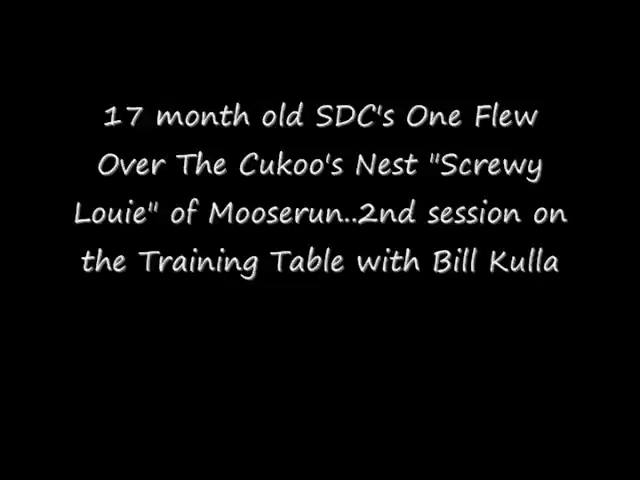 17 month old SDC's One Flew
Over The Cukoo's Nest "Screwy
Louie" of Mooserun..2nd session on
the Training Table with Bill Kulla